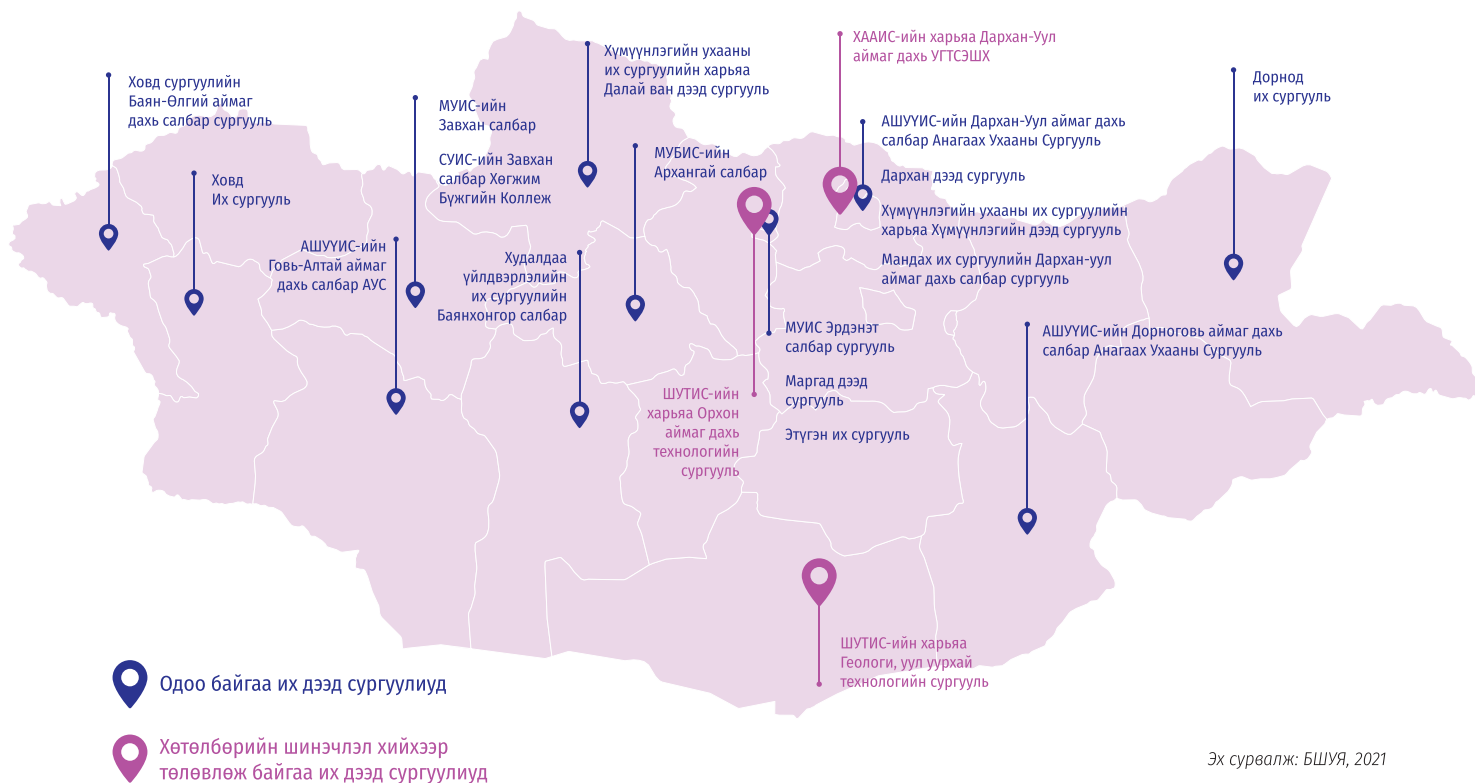 Ховд сургуулийн
Баян-Өлгий аймаг
дахь салбар сургууль
Ховд
Их сургууль
МУИС-ийн
Завхан салбар
СУИС-ийн Завхан
салбар Хөгжим
Бүжгийн Коллеж
АШУҮИС-ийн
Говь-Алтай аймаг
дахь салбар АУС
Хүмүүнлэгийн ухааны
их сургуулийн харьяа
Далай ван дээд сургууль
МУБИС-ийн
Архангай салбар
Худалдаа
үйлдвэрлэлийн
их сургуулийн
Баянхонгор салбар
ХААИС-ийн харьяа Дархан-Уул
аймаг дахь УГТСЭШХ
АШУҮИС-ийн Дархан-Уул аймаг дахь
салбар Анагаах Ухааны Сургууль
Дархан дээд сургууль
Хүмүүнлэгийн ухааны их сургуулийн
харьяа Хүмүүнлэгийн дээд сургууль
Мандах их сургуулийн Дархан-уул
аймаг дахь салбар сургууль
Дорнод
их сургууль
МУИС Эрдэнэт
салбар сургууль
Маргад дээд
сургууль
Этүгэн их сургууль
АШУҮИС-ийн Дорноговь аймаг дахь
салбар Анагаах Ухааны Сургууль
ШУТИС-ийн
харьяа Орхон
аймаг дахь
технологийн
сургууль
ШУТИС-ийн харьяа
Геологи, уул уурхай
технологийн сургууль
Одоо байгаа их дээд сургуулиуд
Хөтөлбөрийн шинэчлэл хийхээр
төлөвлөж байгаа их дээд сургуулиуд
Эх сурвалж: БШУЯ, 2021